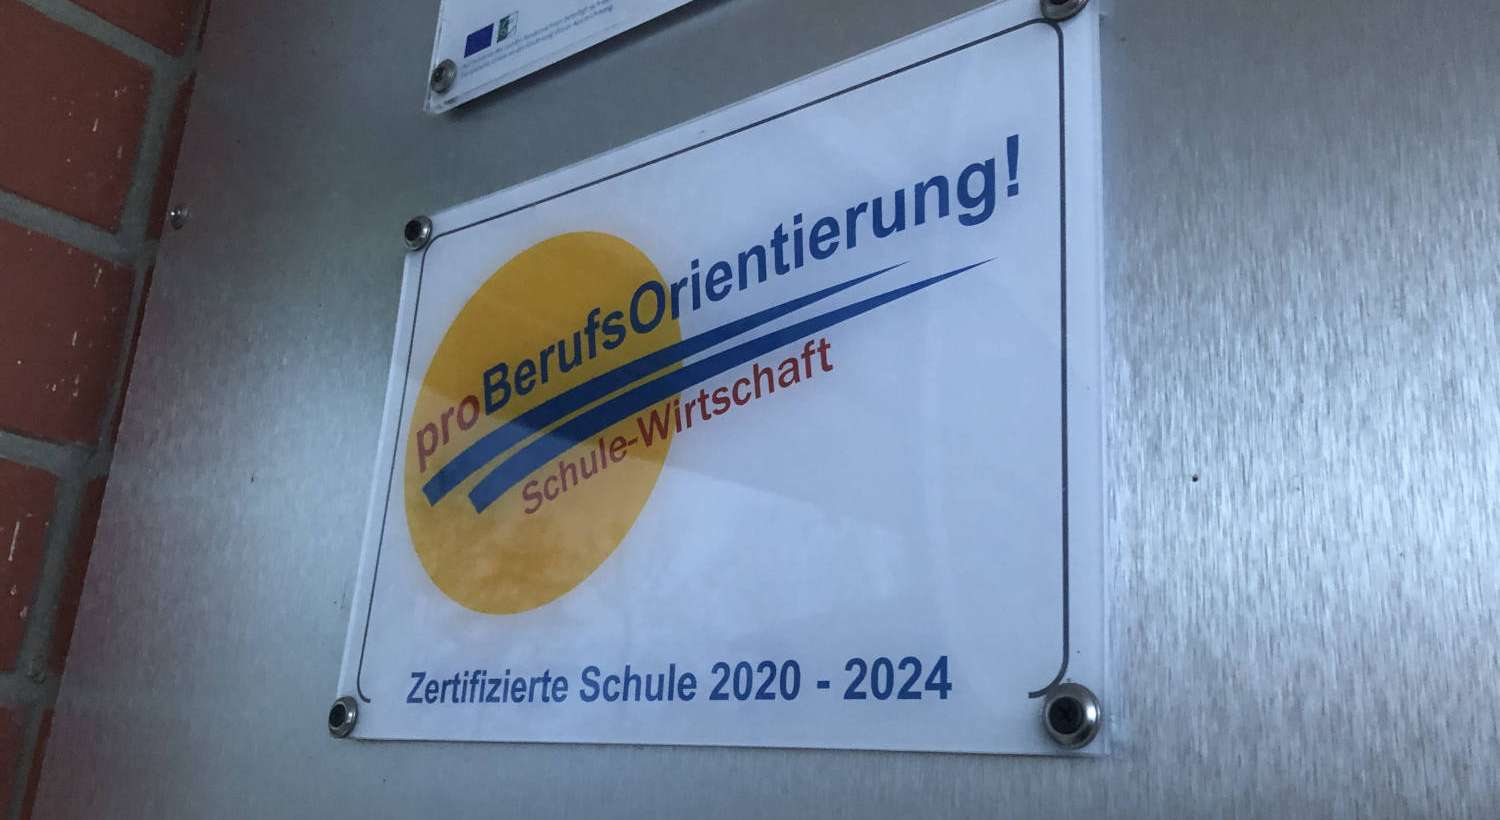 proBerufsOrientierung!
Schule-Wirtschaft
Zertifizierte Schule 2020 - 2024